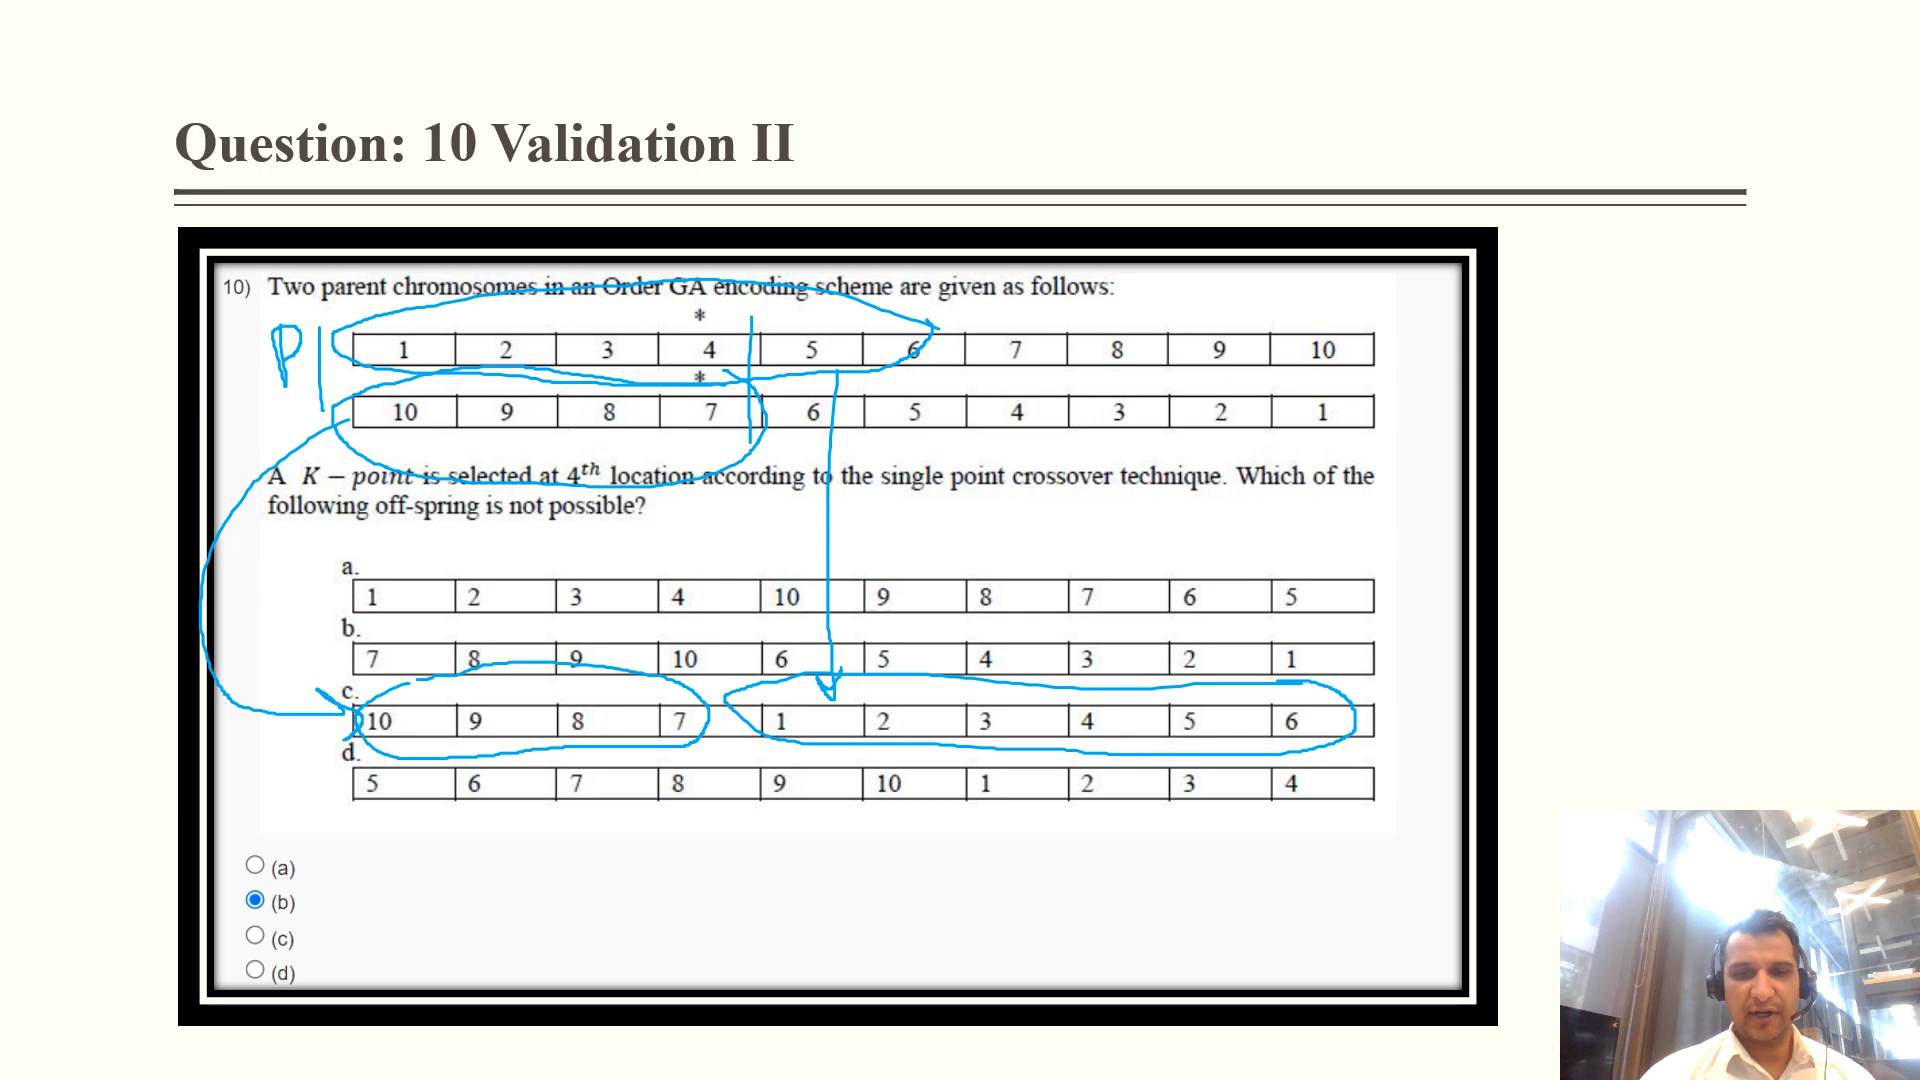 Question: 10 Validation II
10) Two parent chromosomes in an Order GA encoding scheme are given as follows:
*
P1
1 2 3 4 5 6 7 8 9 10
*
10 9 8 7 6 5 4 3 2 1
A K – point is selected at 4th location according to the single point crossover technique. Which of the
following off-spring is not possible?
a.
1 2 3 4 10 9 8 7 6 5
b.
7 8 9 10 6 5 4 3 2 1
c.
10 9 8 7 1 2 3 4 5 6
d.
5 6 7 8 9 10 1 2 3 4
(a)
(b)
(c)
(d)